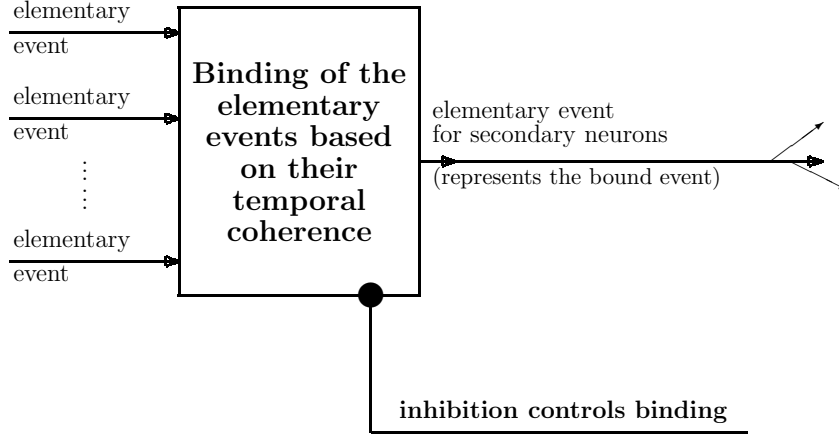 elementary
event
elementary
event
elementary
event
Binding of the
elementary
events based
on their
temporal
coherence
elementary event
for secondary neurons
(represents the bound event)
inhibition controls binding